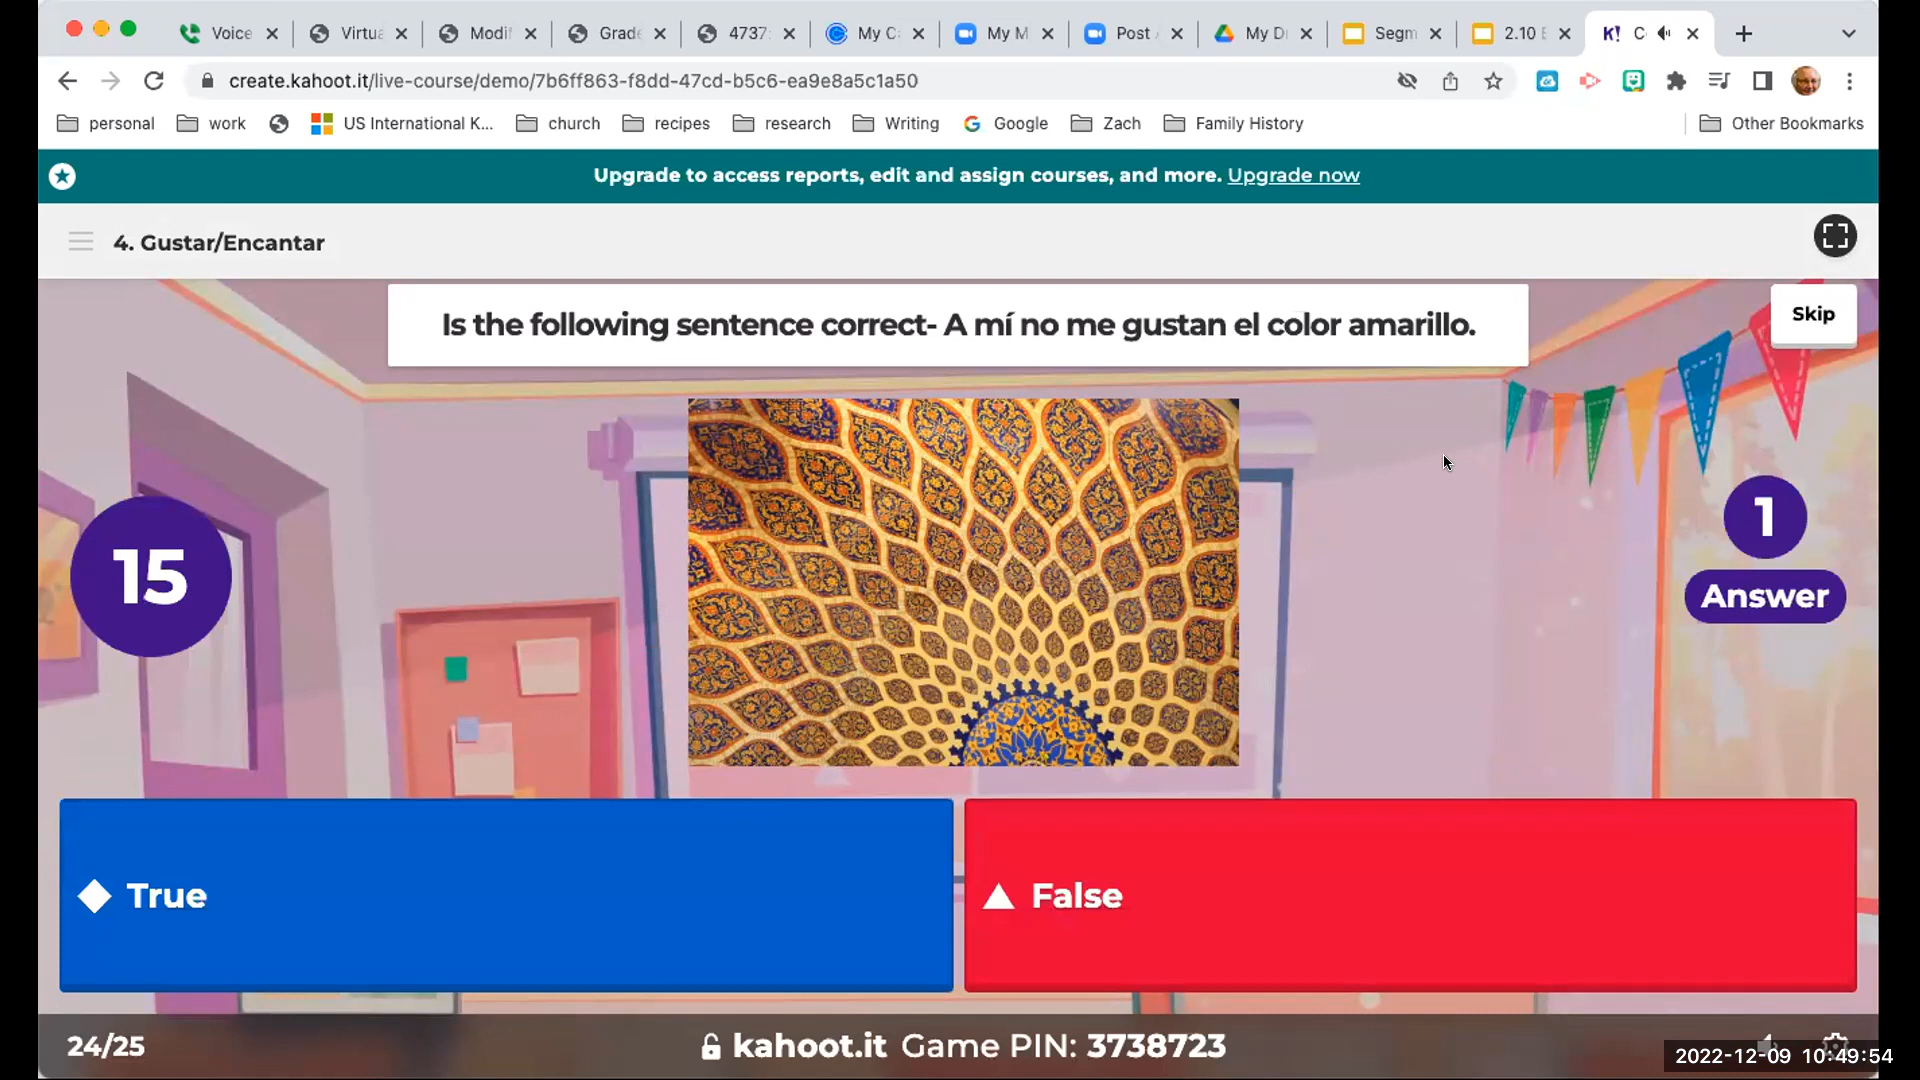 Voice
Virtua
Modif
Grade
4737
My C
My M
Post
My D
Segm
2.10 E
K! C
create.kahoot.it/live-course/demo/7b6ff863-f8dd-47cd-b5c6-ea9e8a5c1a50
personal work US International K... church recipes research Writing Google Zach Family History Other Bookmarks
Upgrade to access reports, edit and assign courses, and more. Upgrade now
4. Gustar/Encantar
Is the following sentence correct- A mí no me gustan el color amarillo.
Skip
15
1
Answer
True
False
24/25
kahoot.it Game PIN: 3738723
2022-12-09 10:49:54